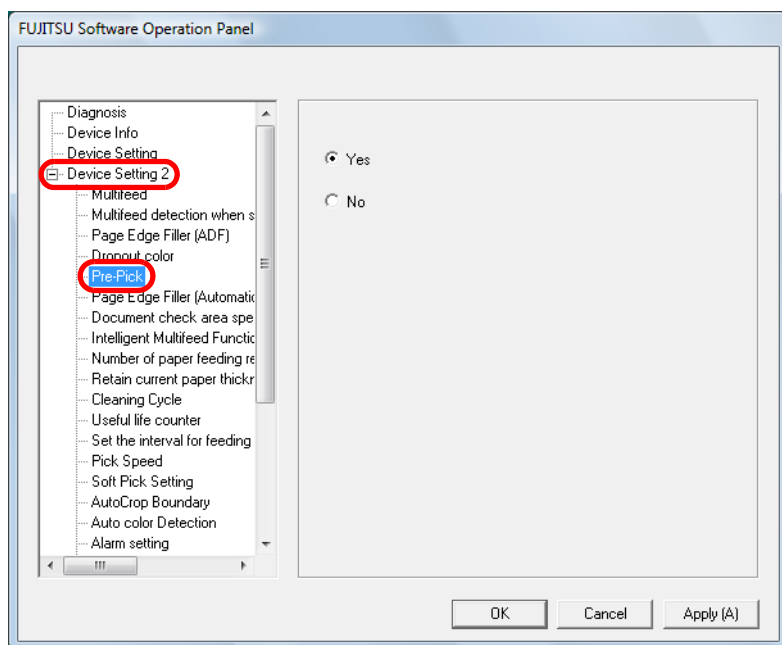 FUJITSU Software Operation Panel
Diagnosis
Device Info
Device Setting
Device Setting 2
Multifeed
Multifeed detection when s
Page Edge Filler (ADF)
Dropout color
Pre-Pick
Page Edge Filler (Automatic
Document check area spe
Intelligent Multifeed Functic
Number of paper feeding re
Retain current paper thickr
Cleaning Cycle
Useful life counter
Set the interval for feeding
Pick Speed
Soft Pick Setting
AutoCrop Boundary
Auto color Detection
Alarm setting
Yes
No
OK Cancel Apply (A)